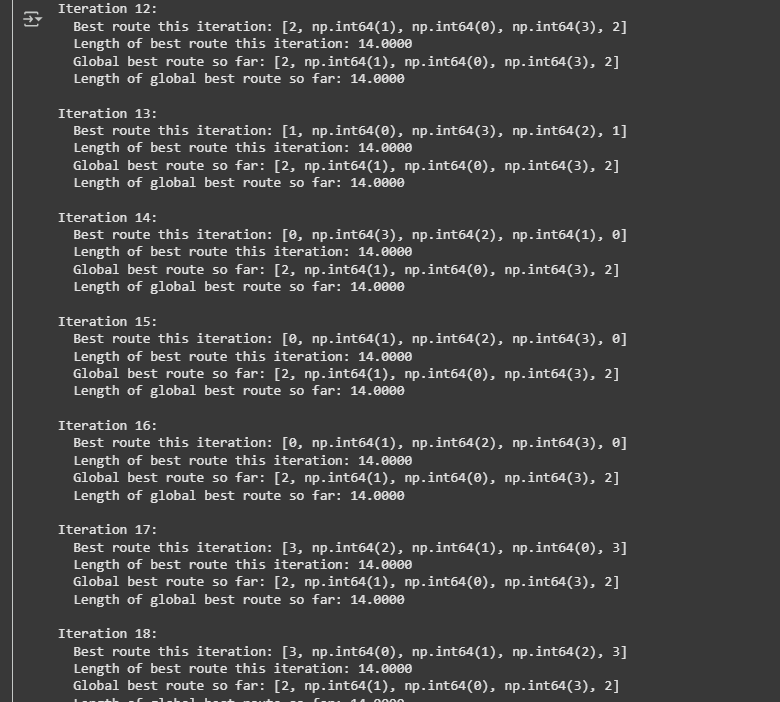 Iteration 12:
Best route this iteration: [2, np.int64(1), np.int64(0), np.int64(3), 2]
Length of best route this iteration: 14.0000
Global best route so far: [2, np.int64(1), np.int64(0), np.int64(3), 2]
Length of global best route so far: 14.0000
Iteration 13:
Best route this iteration: [1, np.int64(0), np.int64(3), np.int64(2), 1]
Length of best route this iteration: 14.0000
Global best route so far: [2, np.int64(1), np.int64(0), np.int64(3), 2]
Length of global best route so far: 14.0000
Iteration 14:
Best route this iteration: [0, np.int64(3), np.int64(2), np.int64(1), 0]
Length of best route this iteration: 14.0000
Global best route so far: [2, np.int64(1), np.int64(0), np.int64(3), 2]
Length of global best route so far: 14.0000
Iteration 15:
Best route this iteration: [0, np.int64(1), np.int64(2), np.int64(3), 0]
Length of best route this iteration: 14.0000
Global best route so far: [2, np.int64(1), np.int64(0), np.int64(3), 2]
Length of global best route so far: 14.0000
Iteration 16:
Best route this iteration: [0, np.int64(1), np.int64(2), np.int64(3), 0]
Length of best route this iteration: 14.0000
Global best route so far: [2, np.int64(1), np.int64(0), np.int64(3), 2]
Length of global best route so far: 14.0000
Iteration 17:
Best route this iteration: [3, np.int64(2), np.int64(1), np.int64(0), 3]
Length of best route this iteration: 14.0000
Global best route so far: [2, np.int64(1), np.int64(0), np.int64(3), 2]
Length of global best route so far: 14.0000
Iteration 18:
Best route this iteration: [3, np.int64(0), np.int64(1), np.int64(2), 3]
Length of best route this iteration: 14.0000
Global best route so far: [2, np.int64(1), np.int64(0), np.int64(3), 2]
Length of global best route so far: 14.0000